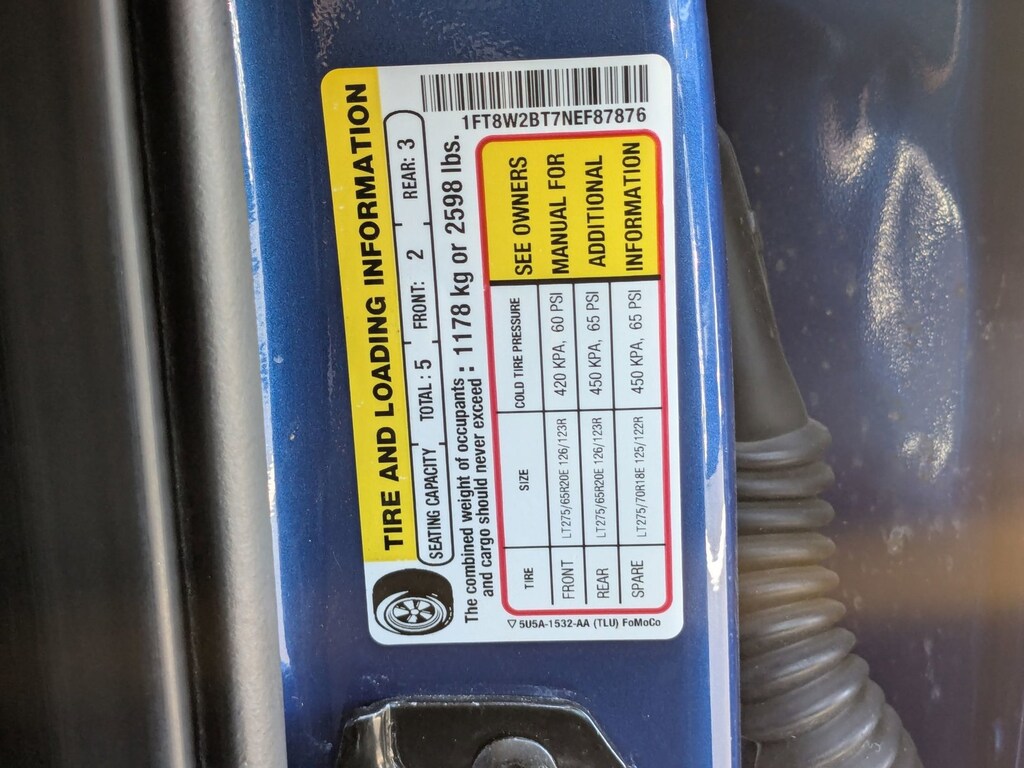 TIRE AND LOADING INFORMATION
SEATING CAPACITY TOTAL : 5 FRONT: 2 REAR: 3
The combined weight of occupants and cargo should never exceed : 1178 kg or 2598 lbs.
1FT8W2BT7NEF87876
TIRE SIZE COLD TIRE PRESSURE
FRONT LT275/65R20E 126/123R 420 KPA, 60 PSI
REAR LT275/65R20E 126/123R 450 KPA, 65 PSI
SPARE LT275/70R18E 125/122R 450 KPA, 65 PSI
SEE OWNERS
MANUAL FOR
ADDITIONAL
INFORMATION
▽ 5U5A-1532-AA (TLU) FoMoCo